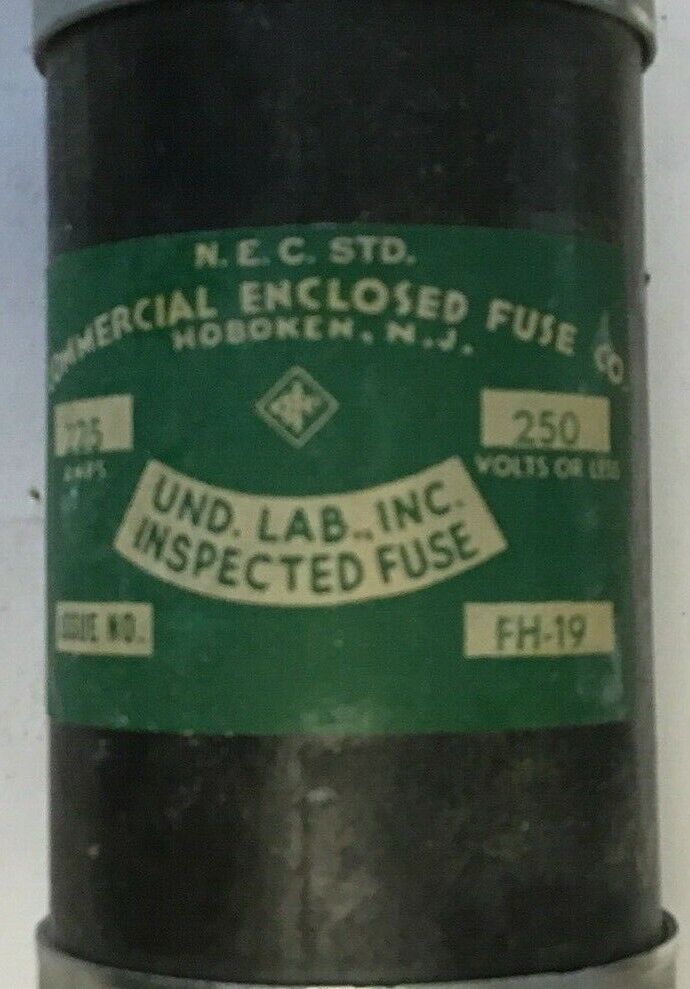 N. E. C. STD.
COMMERCIAL ENCLOSED FUSE CO.
HOBOKEN, N.J.
225 250
AMPS VOLTS OR LESS
UND. LAB., INC.
INSPECTED FUSE
ISSUE NO. FH-19